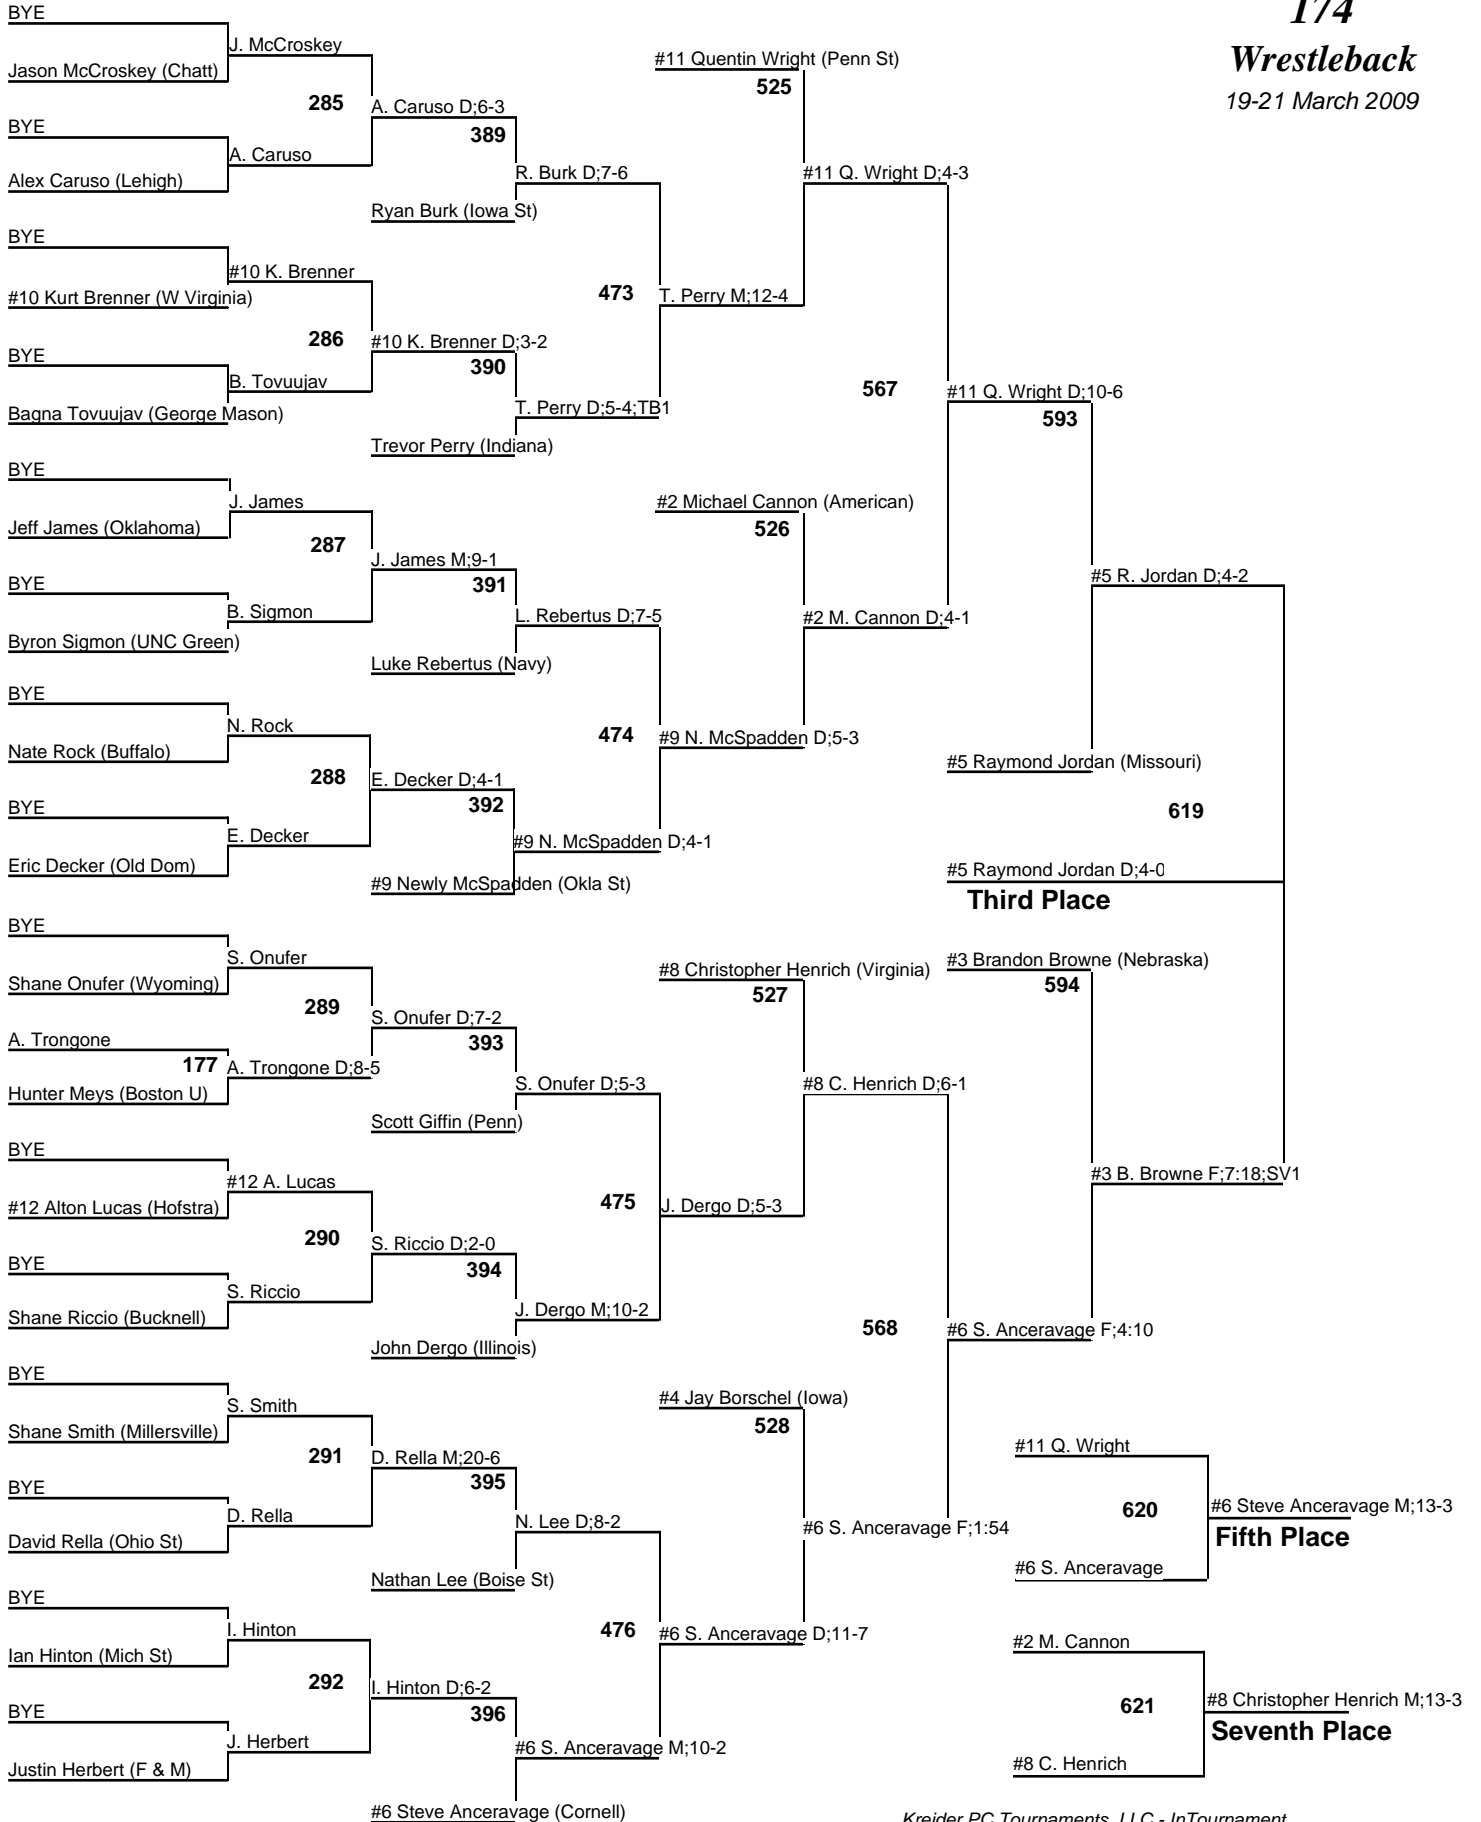 174
Wrestleback
19-21 March 2009
BYE
J. McCroskey
Jason McCroskey (Chatt)
285
A. Caruso D;6-3
389
BYE
A. Caruso
Alex Caruso (Lehigh)
R. Burk D;7-6
Ryan Burk (Iowa St)
BYE
#10 K. Brenner
#10 Kurt Brenner (W Virginia)
286
#10 K. Brenner D;3-2
390
BYE
B. Tovuujav
Bagna Tovuujav (George Mason)
T. Perry D;5-4;TB1
Trevor Perry (Indiana)
473
T. Perry M;12-4
#11 Quentin Wright (Penn St)
525
#11 Q. Wright D;4-3
BYE
J. James
Jeff James (Oklahoma)
287
J. James M;9-1
391
BYE
B. Sigmon
Byron Sigmon (UNC Green)
L. Rebertus D;7-5
Luke Rebertus (Navy)
BYE
N. Rock
Nate Rock (Buffalo)
288
E. Decker D;4-1
392
BYE
E. Decker
Eric Decker (Old Dom)
#9 N. McSpadden D;4-1
#9 Newly McSpadden (Okla St)
474
#9 N. McSpadden D;5-3
#2 Michael Cannon (American)
526
#2 M. Cannon D;4-1
567
#11 Q. Wright D;10-6
593
#5 R. Jordan D;4-2
#5 Raymond Jordan (Missouri)
619
#5 Raymond Jordan D;4-0
Third Place
BYE
S. Onufer
Shane Onufer (Wyoming)
289
S. Onufer D;7-2
393
A. Trongone
177
A. Trongone D;8-5
Hunter Meys (Boston U)
S. Onufer D;5-3
Scott Giffin (Penn)
BYE
#12 A. Lucas
#12 Alton Lucas (Hofstra)
290
S. Riccio D;2-0
394
BYE
S. Riccio
Shane Riccio (Bucknell)
J. Dergo M;10-2
John Dergo (Illinois)
475
J. Dergo D;5-3
#8 Christopher Henrich (Virginia)
527
#8 C. Henrich D;6-1
#3 Brandon Browne (Nebraska)
594
#3 B. Browne F;7:18;SV1
568
#6 S. Anceravage F;4:10
BYE
S. Smith
Shane Smith (Millersville)
291
D. Rella M;20-6
395
BYE
D. Rella
David Rella (Ohio St)
N. Lee D;8-2
Nathan Lee (Boise St)
BYE
I. Hinton
Ian Hinton (Mich St)
292
I. Hinton D;6-2
396
BYE
J. Herbert
Justin Herbert (F & M)
#6 S. Anceravage M;10-2
#6 Steve Anceravage (Cornell)
476
#6 S. Anceravage D;11-7
#4 Jay Borschel (Iowa)
528
#6 S. Anceravage F;1:54
#11 Q. Wright
620
#6 Steve Anceravage M;13-3
Fifth Place
#6 S. Anceravage
#2 M. Cannon
621
#8 Christopher Henrich M;13-3
Seventh Place
#8 C. Henrich
Kreider PC Tournaments, LLC - InTournament